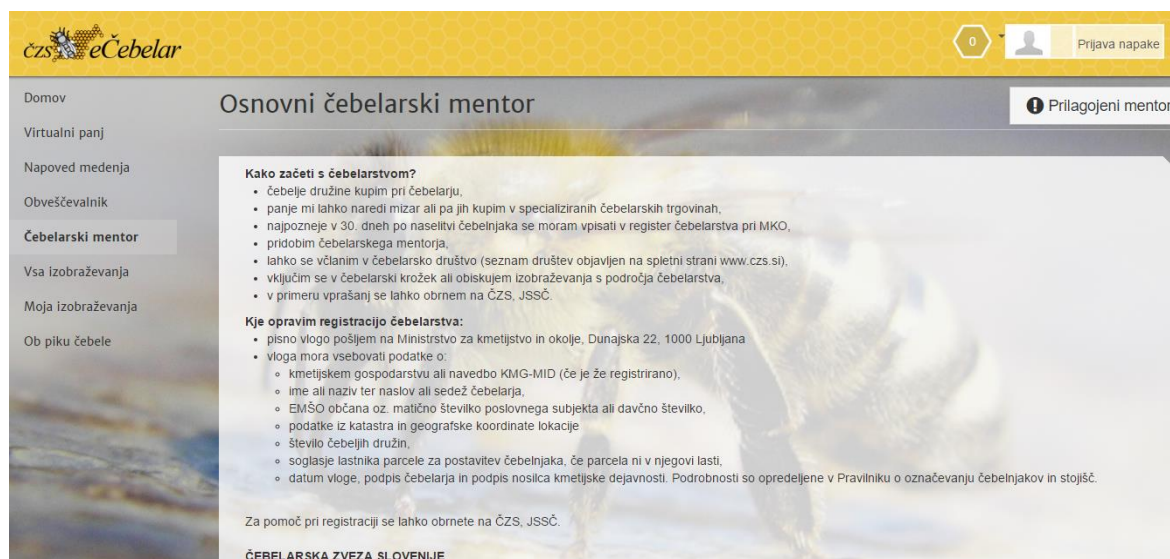 čzs eČebelar
0
Prijava napake
Domov
Virtualni panj
Napoved medenja
Obveščevalnik
Čebelarski mentor
Vsa izobraževanja
Moja izobraževanja
Ob piku čebele
Osnovni čebelarski mentor
Prilagojeni mentor
Kako začeti s čebelarstvom?
• čebelje družine kupim pri čebelarju,
• panje mi lahko naredi mizar ali pa jih kupim v specializiranih čebelarskih trgovinah,
• najpozneje v 30. dneh po naselitvi čebelnjaka se moram vpisati v register čebelarstva pri MKO,
• pridobim čebelarskega mentorja,
• lahko se včlanim v čebelarsko društvo (seznam društev objavljen na spletni strani www.czs.si),
• vključim se v čebelarski krožek ali obiskujem izobraževanja s področja čebelarstva,
• v primeru vprašanj se lahko obrnem na ČZS, JSSČ.
Kje opravim registracijo čebelarstva:
• pisno vlogo pošljem na Ministrstvo za kmetijstvo in okolje, Dunajska 22, 1000 Ljubljana
• vloga mora vsebovati podatke o:
◦ kmetijskem gospodarstvu ali navedbo KMG-MID (če je že registrirano),
◦ ime ali naziv ter naslov ali sedež čebelarja,
◦ EMŠO občana oz. matično številko poslovnega subjekta ali davčno številko,
◦ podatke iz katastra in geografske koordinate lokacije
◦ število čebeljih družin,
◦ soglasje lastnika parcele za postavitev čebelnjaka, če parcela ni v njegovi lasti,
◦ datum vloge, podpis čebelarja in podpis nosilca kmetijske dejavnosti. Podrobnosti so opredeljene v Pravilniku o označevanju čebelnjakov in stojišč.
Za pomoč pri registraciji se lahko obrnete na ČZS, JSSČ.
ČEBELARSKA ZVEZA SLOVENIJE